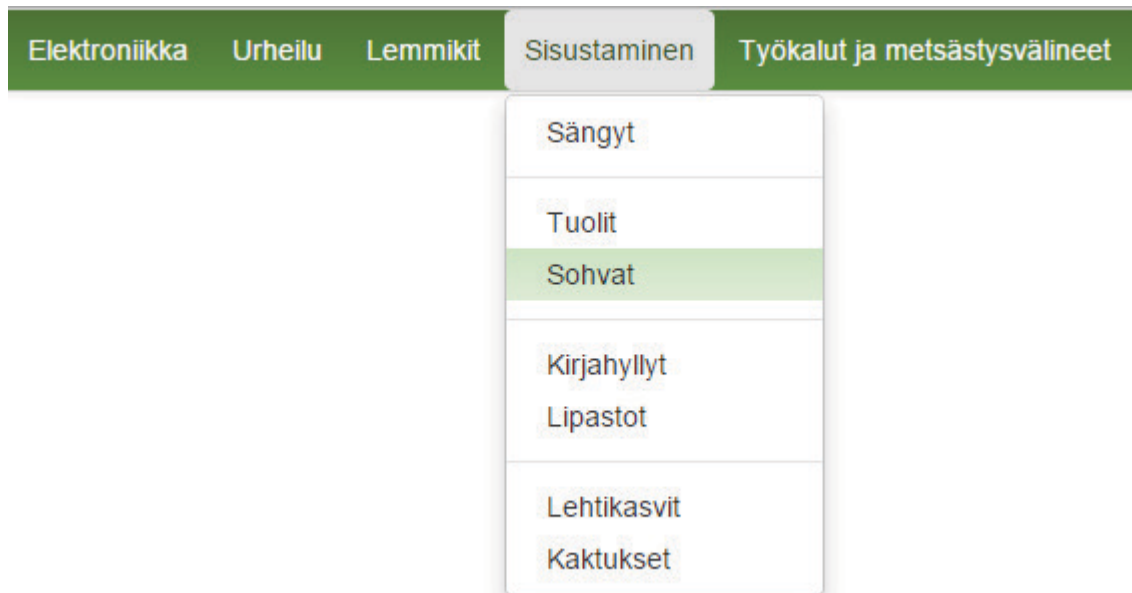 Elektroniikka Urheilu Lemmikit Sisustaminen Työkalut ja metsästysvälineet
Sängyt
Tuolit
Sohvat
Kirjahyllyt
Lipastot
Lehtikasvit
Kaktukset